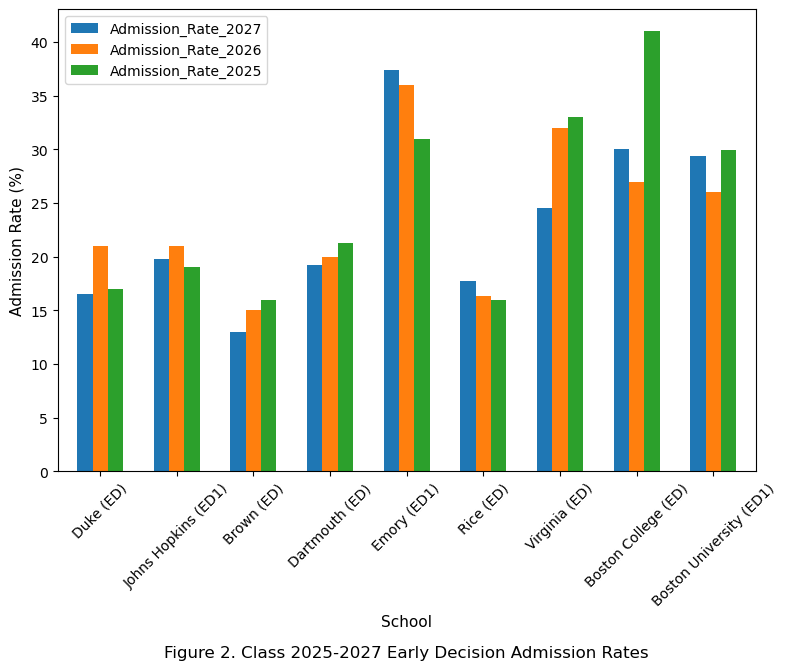 Admission_Rate_2027
Admission_Rate_2026
Admission_Rate_2025
Admission Rate (%)
40
35
30
25
20
15
10
5
0
Duke (ED)
Johns Hopkins (ED1)
Brown (ED)
Dartmouth (ED)
Emory (ED1)
Rice (ED)
Virginia (ED)
Boston College (ED)
Boston University (ED1)
School
Figure 2. Class 2025-2027 Early Decision Admission Rates